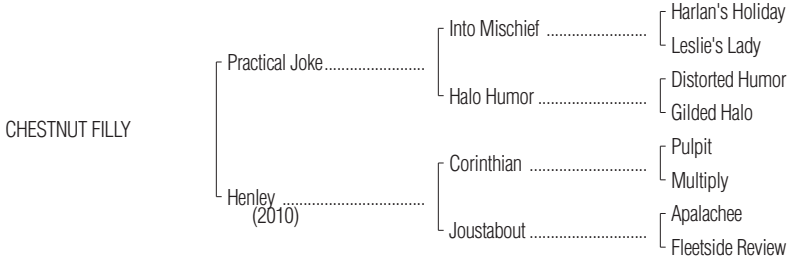 Harlan's Holiday
Into Mischief ..........................
Leslie's Lady
Practical Joke..........................
Distorted Humor
Halo Humor ............................
Gilded Halo
CHESTNUT FILLY
Pulpit
Corinthian ..............................
Multiply
Henley ....................................
(2010)
Apalachee
Joustabout ..............................
Fleetside Review